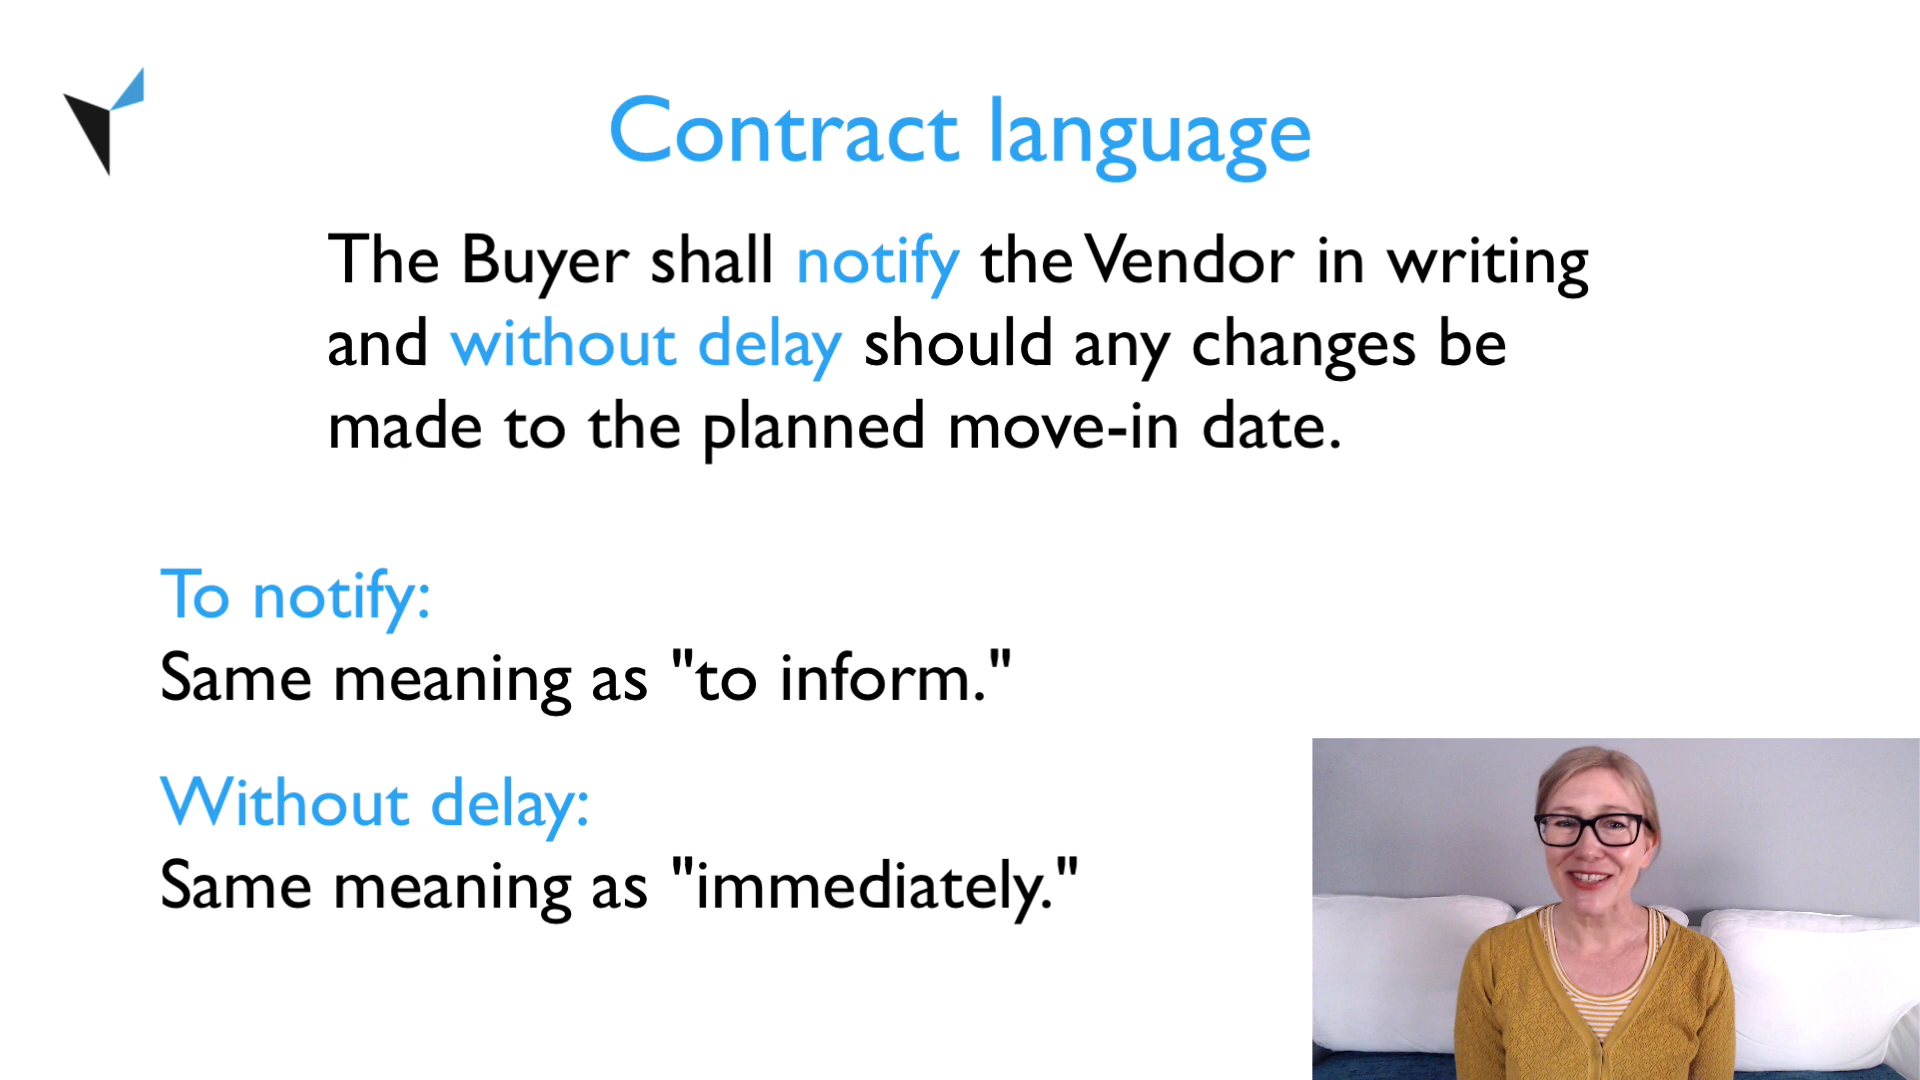 Contract language
The Buyer shall notify the Vendor in writing
and without delay should any changes be
made to the planned move-in date.
To notify:
Same meaning as "to inform."
Without delay:
Same meaning as "immediately."